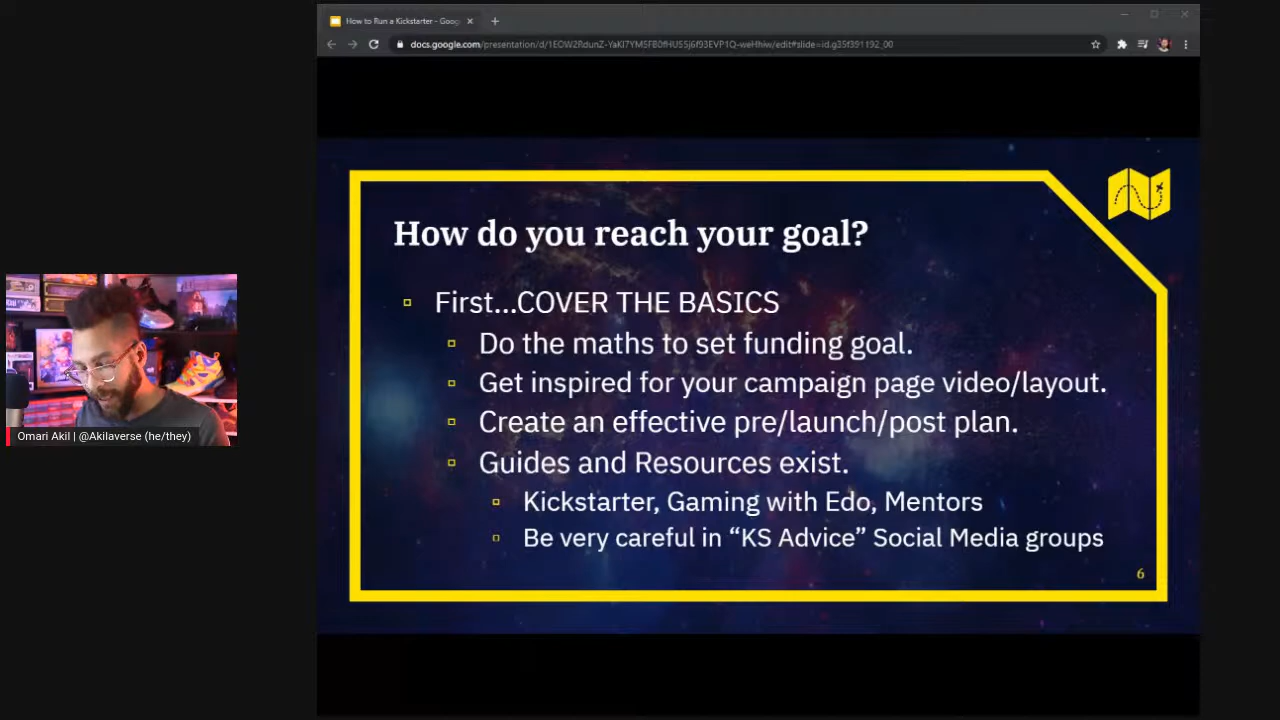 How to Run a Kickstarter - Goog
docs.google.com/presentation/d/1EOW2RdunZ-YaKI7YM5FB0fHUS5j6f93EVP1Q-weHhiw/edit#slide=id.g35f391192_00
How do you reach your goal?
First...COVER THE BASICS
Do the maths to set funding goal.
Get inspired for your campaign page video/layout.
Create an effective pre/launch/post plan.
Guides and Resources exist.
Kickstarter, Gaming with Edo, Mentors
Be very careful in “KS Advice” Social Media groups
6
Omari Akil | @Akilaverse (he/they)